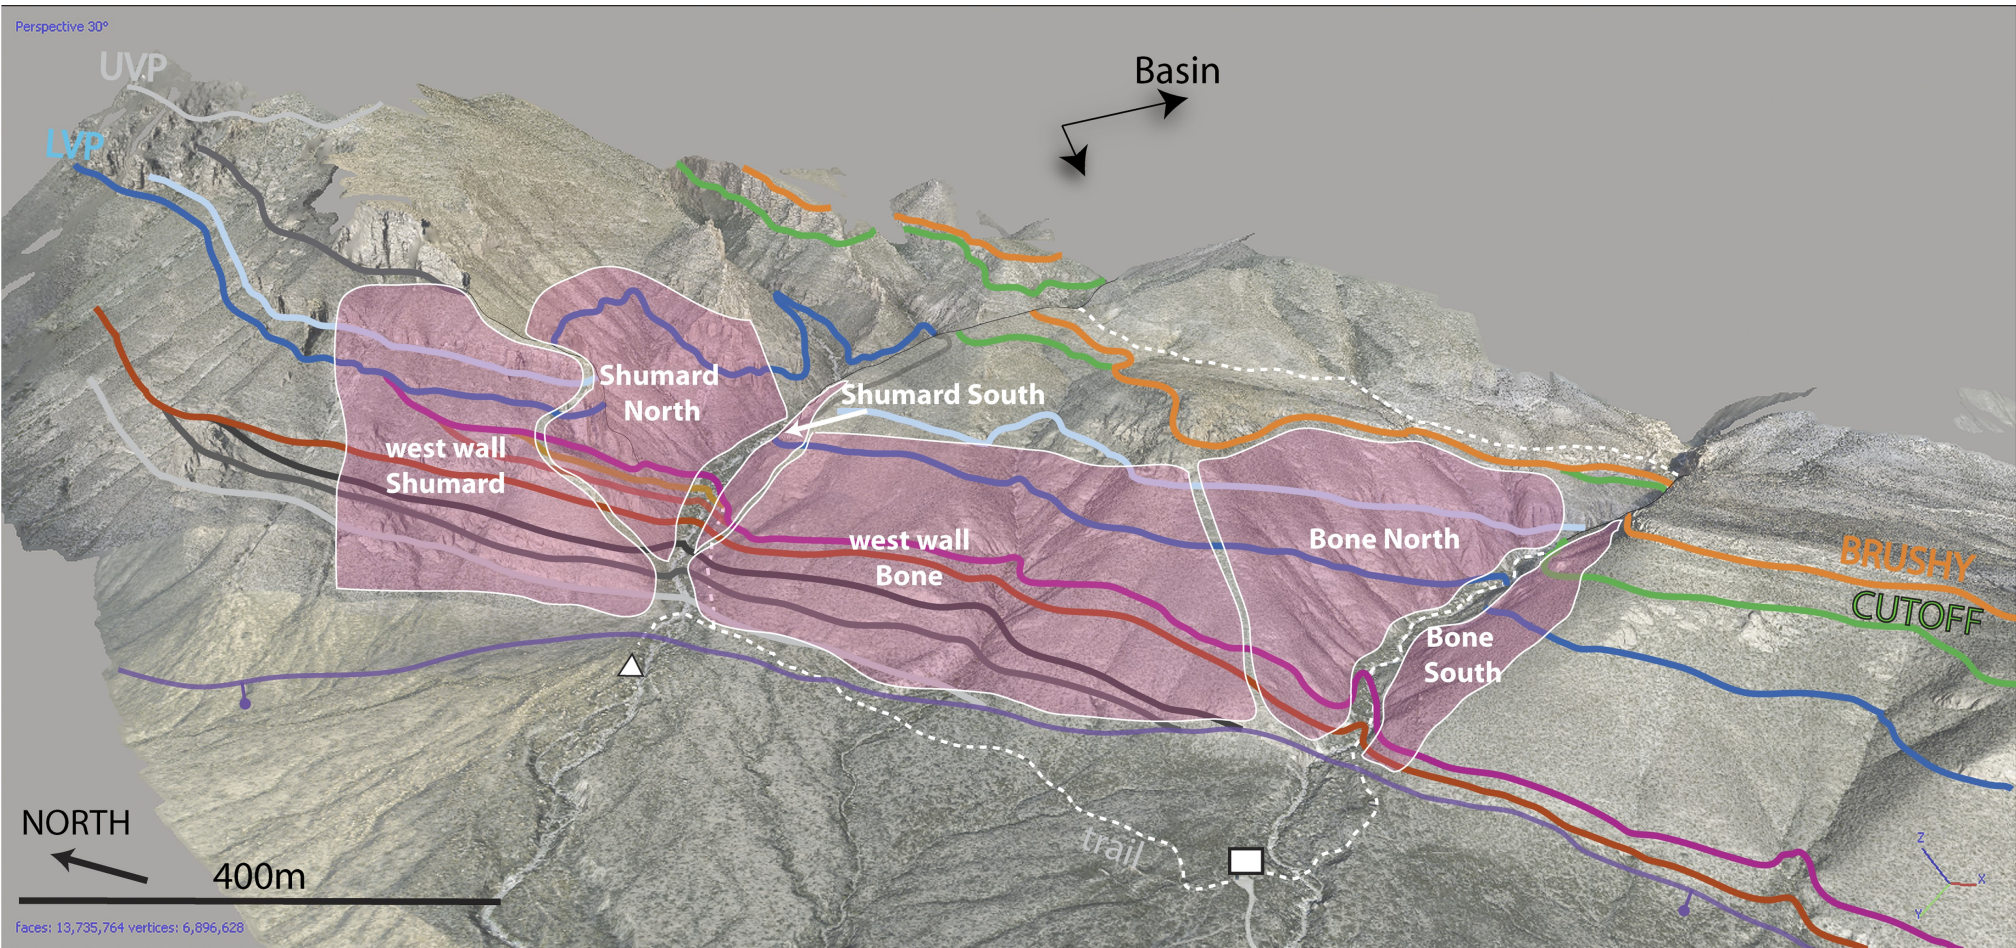 Perspective 30°
UVP
LVP
Basin
Shumard
North
Shumard South
west wall
Shumard
west wall
Bone
Bone North
Bone
South
BRUSHY
CUTOFF
NORTH
400m
trail
Z
X
Y
faces: 13,735,764 vertices: 6,896,628